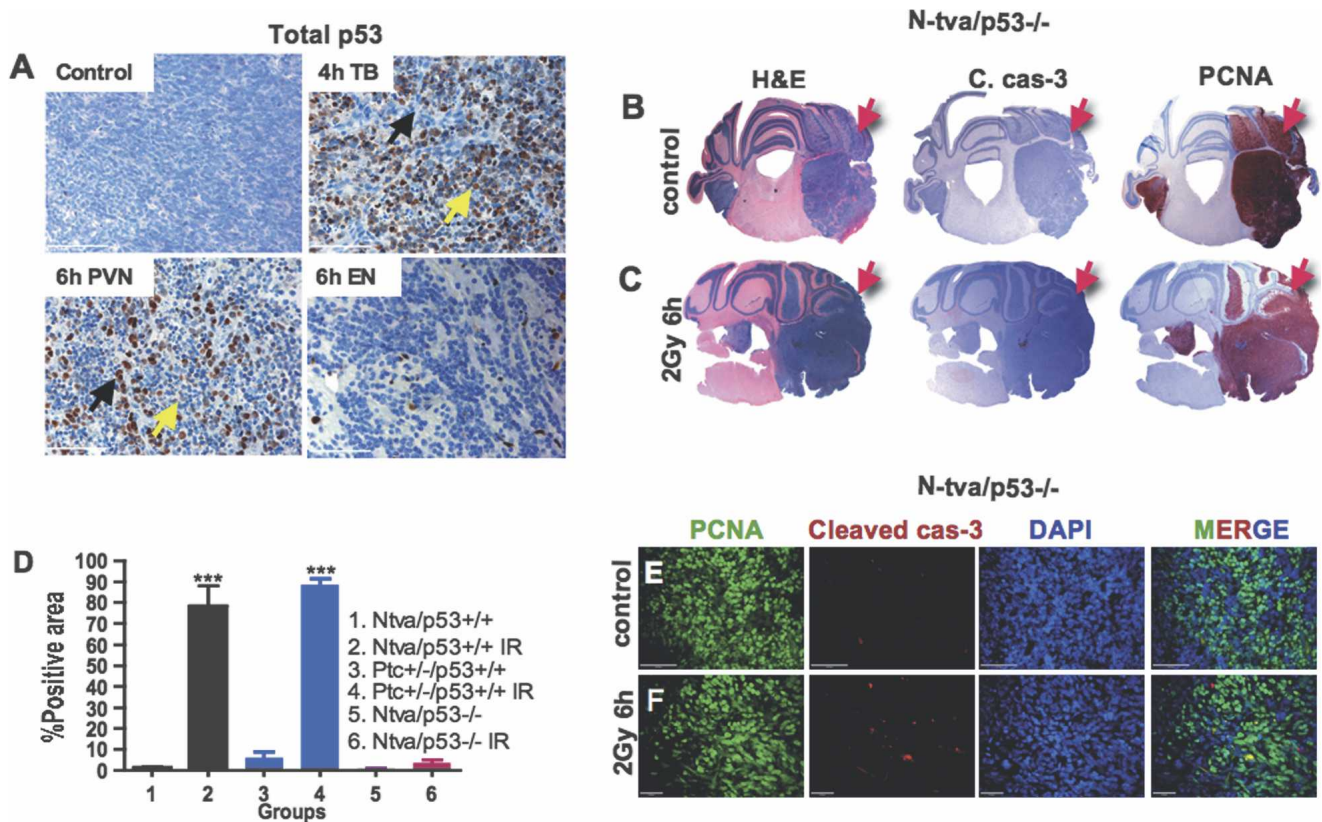 Total p53
A
Control
4h TB
6h PVN
6h EN
N-tva/p53-/-
H&E
C. cas-3
PCNA
B
control
C
2Gy 6h
D
%Positive area
100
90
80
70
60
50
40
30
20
10
0
***
***
1. Ntva/p53+/+
2. Ntva/p53+/+ IR
3. Ptc+/-/p53+/+
4. Ptc+/-/p53+/+ IR
5. Ntva/p53-/-
6. Ntva/p53-/- IR
1 2 3 4 5 6
Groups
N-tva/p53-/-
PCNA
Cleaved cas-3
DAPI
MERGE
E
control
F
2Gy 6h